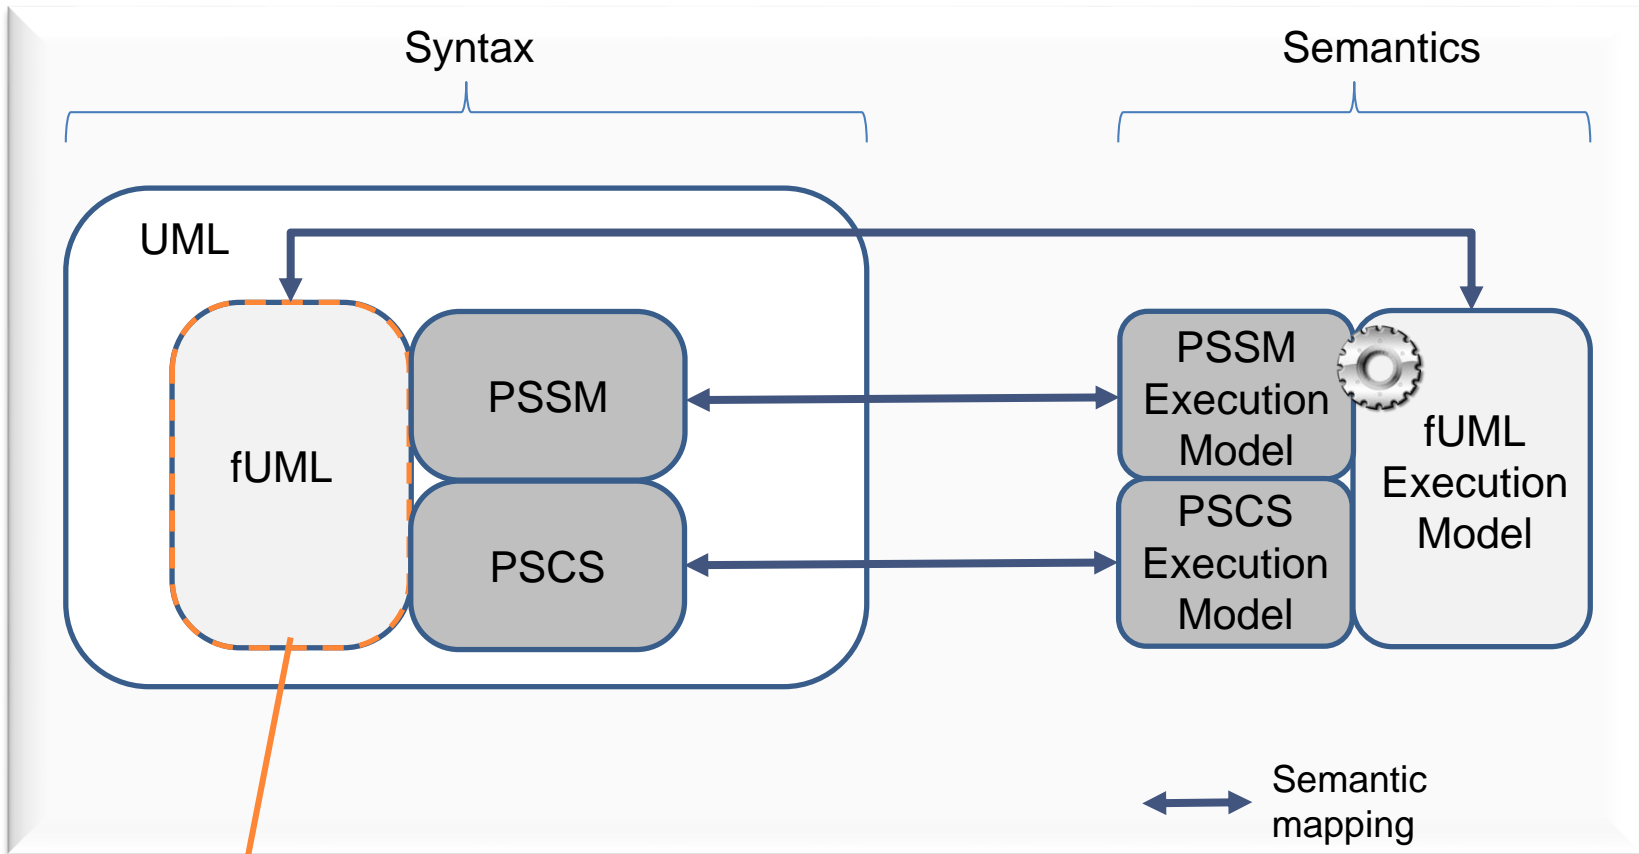 Syntax
Semantics
UML
fUML
PSSM
PSCS
PSSM
Execution
Model
PSCS
Execution
Model
fUML
Execution
Model
Semantic
mapping